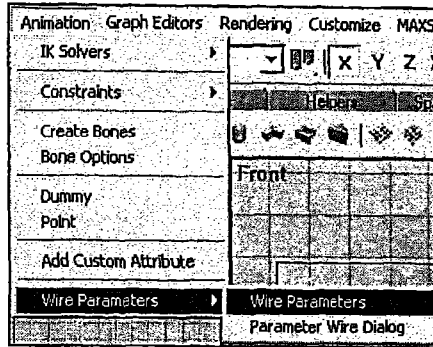 Animation Graph Editors Rendering Customize MAXS
IK Solvers
X Y Z
Constraints
Helpers Sp
Create Bones
Bone Options
Front
Dummy
Point
Add Custom Attribute
Wire Parameters Wire Parameters
Parameter Wire Dialog